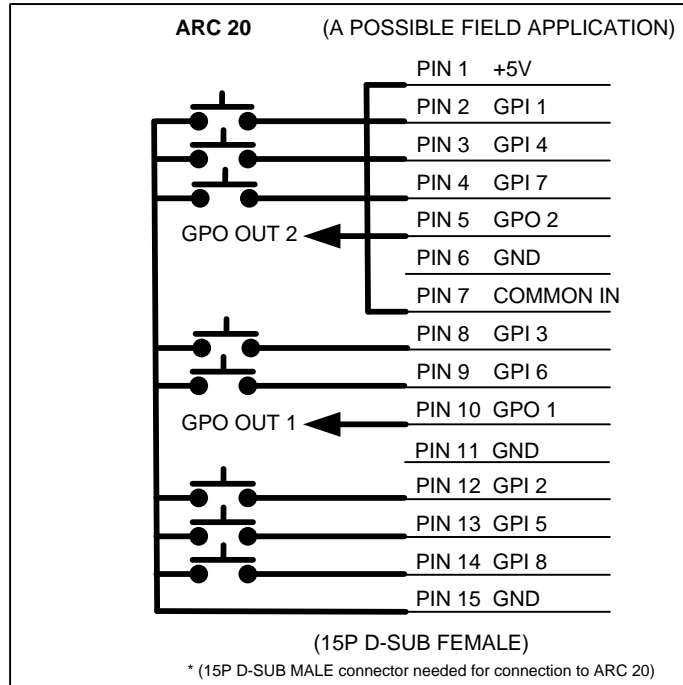 ARC 20 (A POSSIBLE FIELD APPLICATION)
PIN 1 +5V
PIN 2 GPI 1
PIN 3 GPI 4
PIN 4 GPI 7
GPO OUT 2 PIN 5 GPO 2
PIN 6 GND
PIN 7 COMMON IN
PIN 8 GPI 3
PIN 9 GPI 6
GPO OUT 1 PIN 10 GPO 1
PIN 11 GND
PIN 12 GPI 2
PIN 13 GPI 5
PIN 14 GPI 8
PIN 15 GND
(15P D-SUB FEMALE)
* (15P D-SUB MALE connector needed for connection to ARC 20)